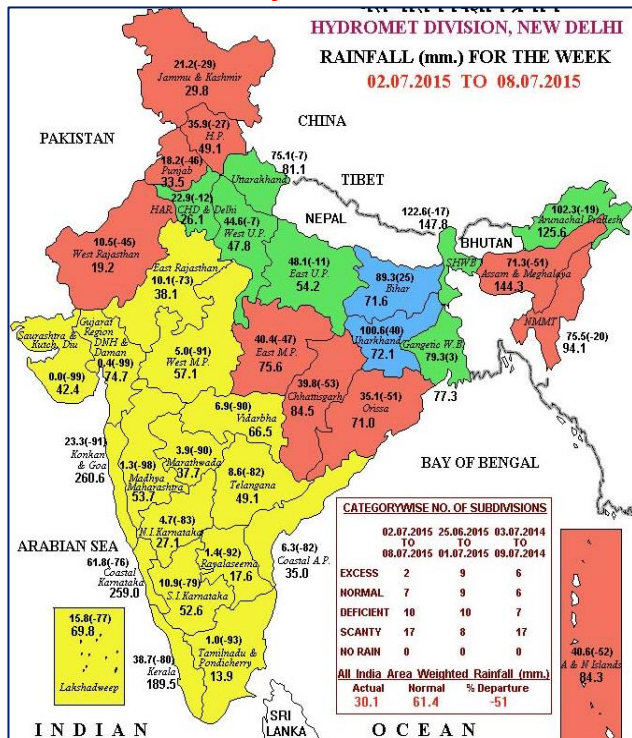 HYDROMET DIVISION, NEW DELHI
RAINFALL (mm.) FOR THE WEEK
02.07.2015 TO 08.07.2015
21.2(-29)
Jammu & Kashmir
29.8
35.9(-27)
H.P.
49.1
CHINA
PAKISTAN
18.2(-46)
Punjab
33.5
75.1(-7)
81.1
Uttarakhand
TIBET
22.9(-12)
HAR CHD & Delhi
26.1
44.6(-7)
West U.P.
47.8
NEPAL
122.6(-17)
147.8
BHUTAN
SHWB
102.3(-19)
Arunachal Pradesh
125.6
10.5(-45)
West Rajasthan
19.2
East Rajasthan
10.1(-73)
38.1
48.1(-11)
East U.P.
54.2
89.3(25)
Bihar
71.6
71.3(-51)
Assam & Meghalaya
144.3
NMMT
75.5(-20)
94.1
100.6(40)
Jharkhand
72.1
Gangetic W.B.
79.3(3)
77.3
Saurashtra &
Kutch, Diu
0.0(-99)
42.4
Gujarat
Region
DNH &
Daman
0.4(-99)
74.7
5.0(-91)
West M.P.
57.1
40.4(-47)
East M.P.
75.6
39.8(-53)
Chhattisgarh
84.5
35.1(-51)
Orissa
71.0
6.9(-90)
Vidarbha
66.5
23.3(-91)
Konkan
& Goa
260.6
3.9(-90)
Marathwada
37.7
1.3(-98)
Madhya
Maharashtra
53.7
8.6(-82)
Telangana
49.1
BAY OF BENGAL
4.7(-83)
N.I.Karnataka
27.1
ARABIAN SEA
61.8(-76)
Coastal
Karnataka
259.0
1.4(-92)
Rayalaseema
17.6
6.3(-82)
Coastal A.P.
35.0
10.9(-79)
S.I.Karnataka
52.6
15.8(-77)
69.8
Lakshadweep
1.0(-93)
Tamilnadu &
Pondicherry
13.9
38.7(-80)
Kerala
189.5
CATEGORYWISE NO. OF SUBDIVISIONS
02.07.2015 25.06.2015 03.07.2014
TO TO TO
08.07.2015 01.07.2015 09.07.2014
EXCESS 2 9 6
NORMAL 7 9 6
DEFICIENT 10 10 7
SCANTY 17 8 17
NO RAIN 0 0 0
All India Area Weighted Rainfall (mm.)
Actual Normal % Departure
30.1 61.4 -51
40.6(-52)
A & N Islands
84.3
SRI
LANKA
INDIAN OCEAN